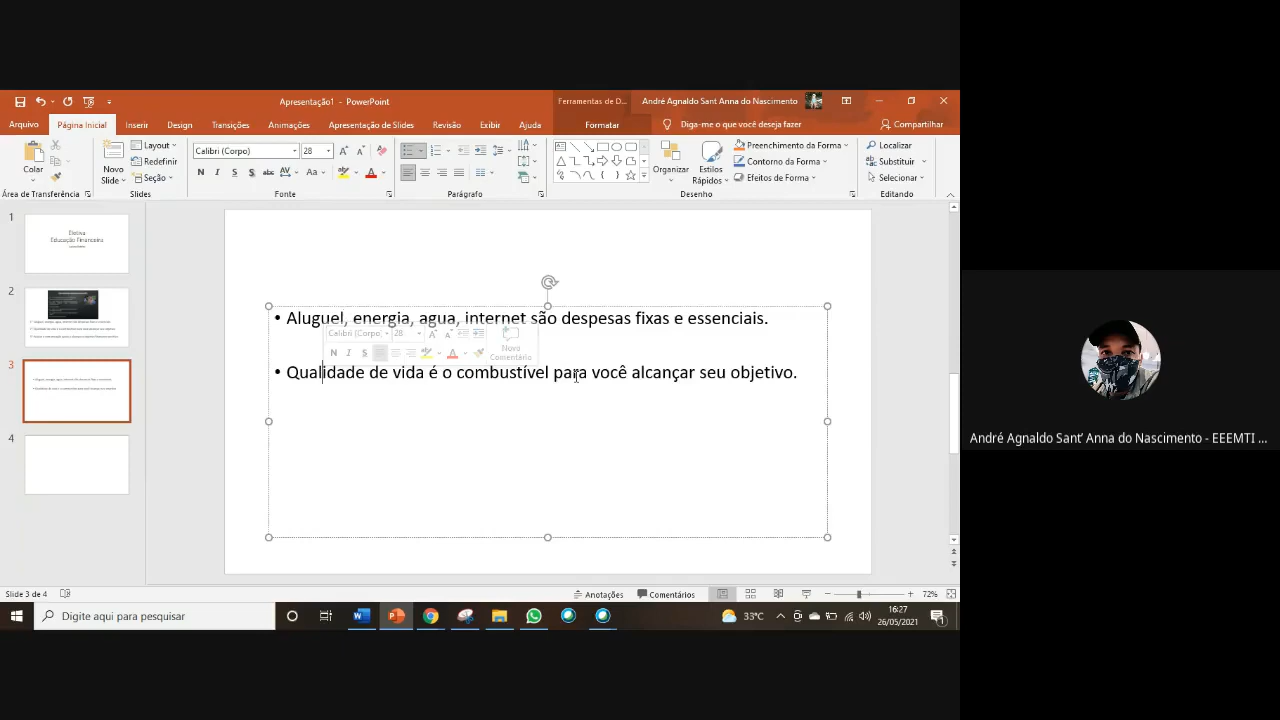 Apresentação1 - PowerPoint
Ferramentas de D...
André Agnaldo Sant Anna do Nascimento
Arquivo
Página Inicial
Inserir
Design
Transições
Animações
Apresentação de Slides
Revisão
Exibir
Ajuda
Formatar
Diga-me o que você deseja fazer
Compartilhar
Colar
Novo
Slide
Layout
Redefinir
Seção
Calibri (Corpo)
28
N
I
S
S
abc
AV
Aa
A
Organizar
Estilos
Rápidos
Preenchimento da Forma
Contorno da Forma
Efeitos de Forma
Localizar
Substituir
Selecionar
Área de Transferência
Slides
Fonte
Parágrafo
Desenho
Editando
1
Eletiva
Educação Financeira
2
3
4
• Aluguel, energia, agua, internet são despesas fixas e essenciais.
Calibri (Corpo)
28
N
I
S
A
Novo
Comentário
• Qualidade de vida é o combustível para você alcançar seu objetivo.
André Agnaldo Sant’ Anna do Nascimento - EEEMTI ...
Slide 3 de 4
Anotações
Comentários
72%
Digite aqui para pesquisar
33°C
16:27
26/05/2021
1